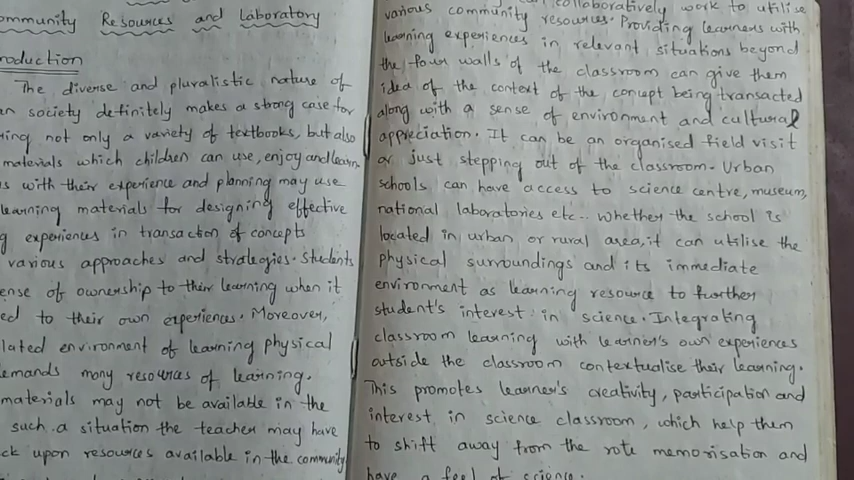 ommunity Resources and Laboratory
roduction
The diverse and pluralistic nature of
an society definitely makes a strong case for
ing not only a variety of textbooks, but also
materials which children can use, enjoy and learn.
s with their experience and planning may use
learning materials for designing effective
g experiences in transaction of concepts
various approaches and strategies. Students
ense of ownership to their learning when it
ed to their own experiences. Moreover,
lated environment of learning physical
emands many resources of learning.
materials may not be available in the
such a situation the teacher may have
ck upon resources available in the community
can collaboratively work to utilise
various community resources. Providing learners with
learning experiences in relevant situations beyond
the four walls of the classroom can give them
idea of the context of the concept being transacted
along with a sense of environment and cultural
appreciation. It can be an organised field visit
or just stepping out of the classroom. Urban
schools can have access to science centre, museum,
national laboratories etc.. Whether the school is
located in urban or rural area, it can utilise the
physical surroundings and its immediate
environment as learning resource to further
student's interest in science. Integrating
classroom learning with learner's own experiences
outside the classroom contextualise their learning.
This promotes learner's creativity, participation and
interest in science classroom, which help them
to shift away from the rote memorisation and
have a feel of science.